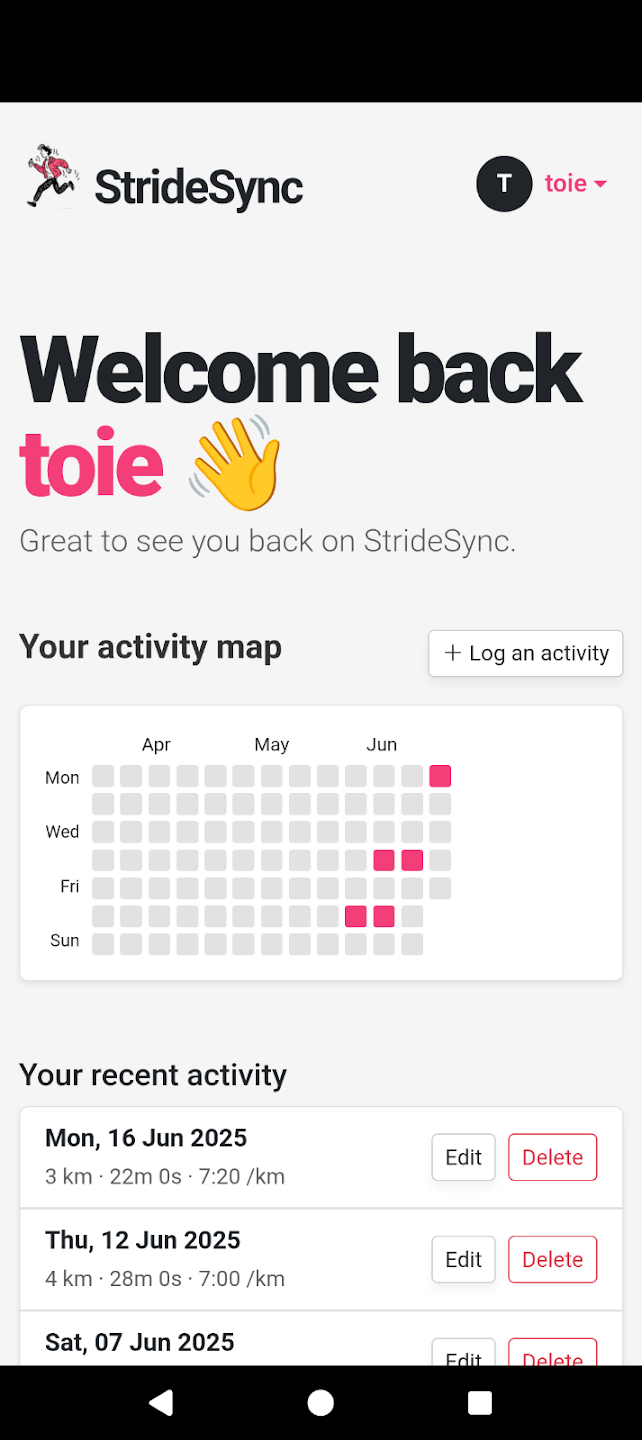 StrideSync
T toie
Welcome back
toie 👋
Great to see you back on StrideSync.
Your activity map
+ Log an activity
Apr May Jun
Mon
Wed
Fri
Sun
Your recent activity
Mon, 16 Jun 2025
3 km · 22m 0s · 7:20 /km
Edit Delete
Thu, 12 Jun 2025
4 km · 28m 0s · 7:00 /km
Edit Delete
Sat, 07 Jun 2025
Edit Delete